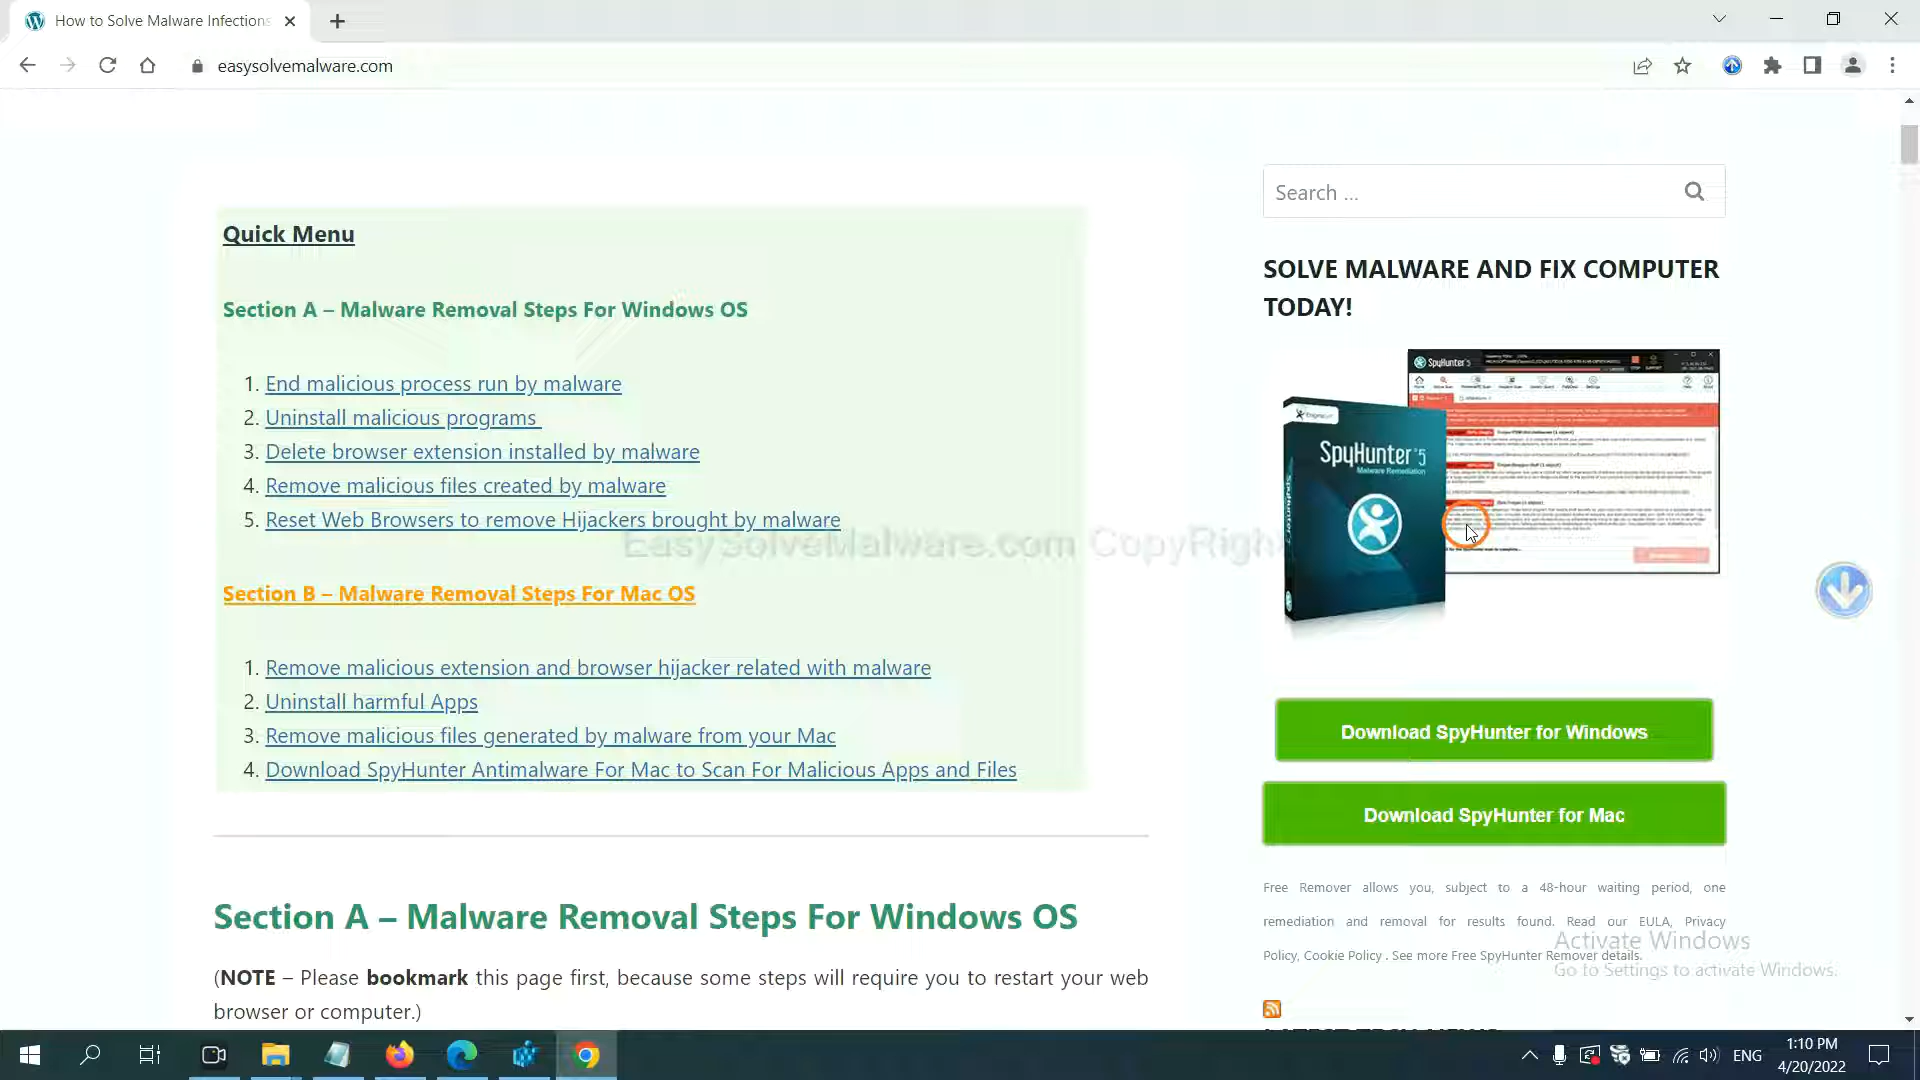 How to Solve Malware Infections
easysolvemalware.com
Search ...
Quick Menu
SOLVE MALWARE AND FIX COMPUTER
TODAY!
Section A – Malware Removal Steps For Windows OS
1. End malicious process run by malware
2. Uninstall malicious programs
3. Delete browser extension installed by malware
4. Remove malicious files created by malware
5. Reset Web Browsers to remove Hijackers brought by malware
EasySolveMalware.com CopyRigh
SpyHunter 5
SpyHunter 5
Malware Remediation
Section B – Malware Removal Steps For Mac OS
1. Remove malicious extension and browser hijacker related with malware
2. Uninstall harmful Apps
3. Remove malicious files generated by malware from your Mac
4. Download SpyHunter Antimalware For Mac to Scan For Malicious Apps and Files
Download SpyHunter for Windows
Download SpyHunter for Mac
Free Remover allows you, subject to a 48-hour waiting period, one
remediation and removal for results found. Read our EULA, Privacy
Policy, Cookie Policy . See more Free SpyHunter Remover details.
Activate Windows
Go to Settings to activate Windows.
Section A – Malware Removal Steps For Windows OS
(NOTE – Please bookmark this page first, because some steps will require you to restart your web
browser or computer.)
LATEST TECH NEWS
ENG
1:10 PM
4/20/2022